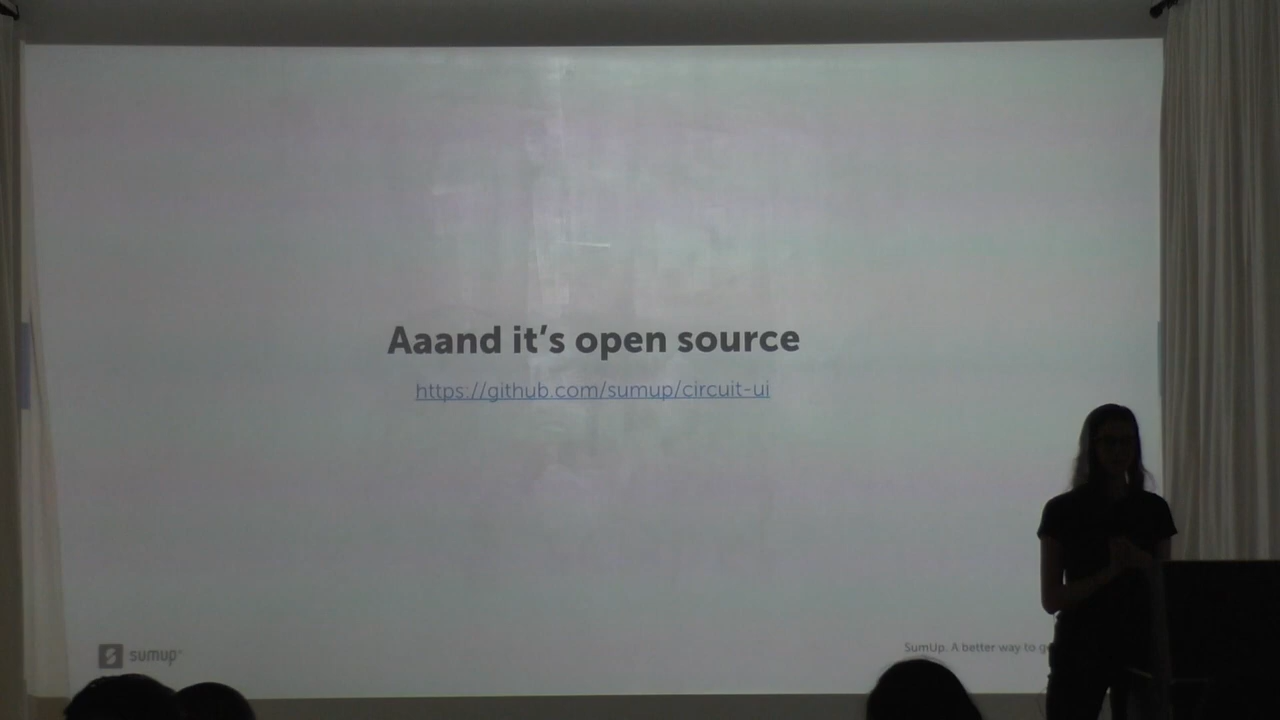 Aaand it’s open source
https://github.com/sumup/circuit-ui
sumup
SumUp. A better way to